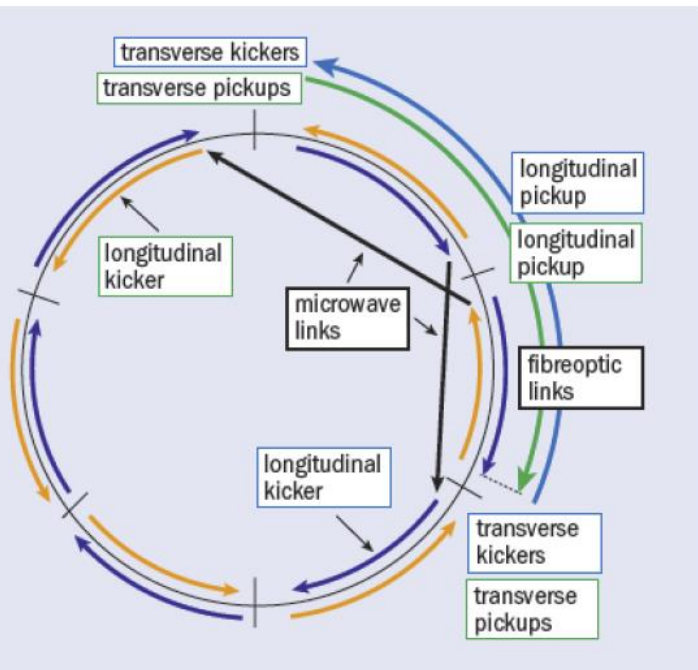 transverse kickers
transverse pickups
longitudinal
pickup
longitudinal
pickup
longitudinal
kicker
microwave
links
fibreoptic
links
longitudinal
kicker
transverse
kickers
transverse
pickups